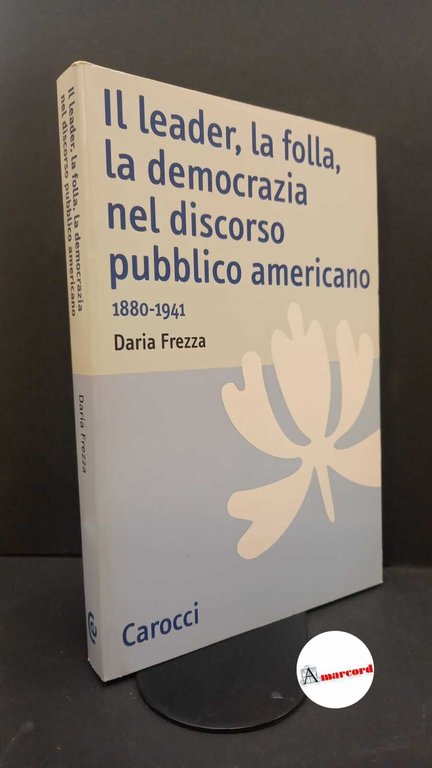 Il leader, la folla,
la democrazia
nel discorso
pubblico americano
1880-1941
Daria Frezza
Carocci
Il leader, la folla, la democrazia
nel discorso pubblico americano
Daria Frezza
Amarcord